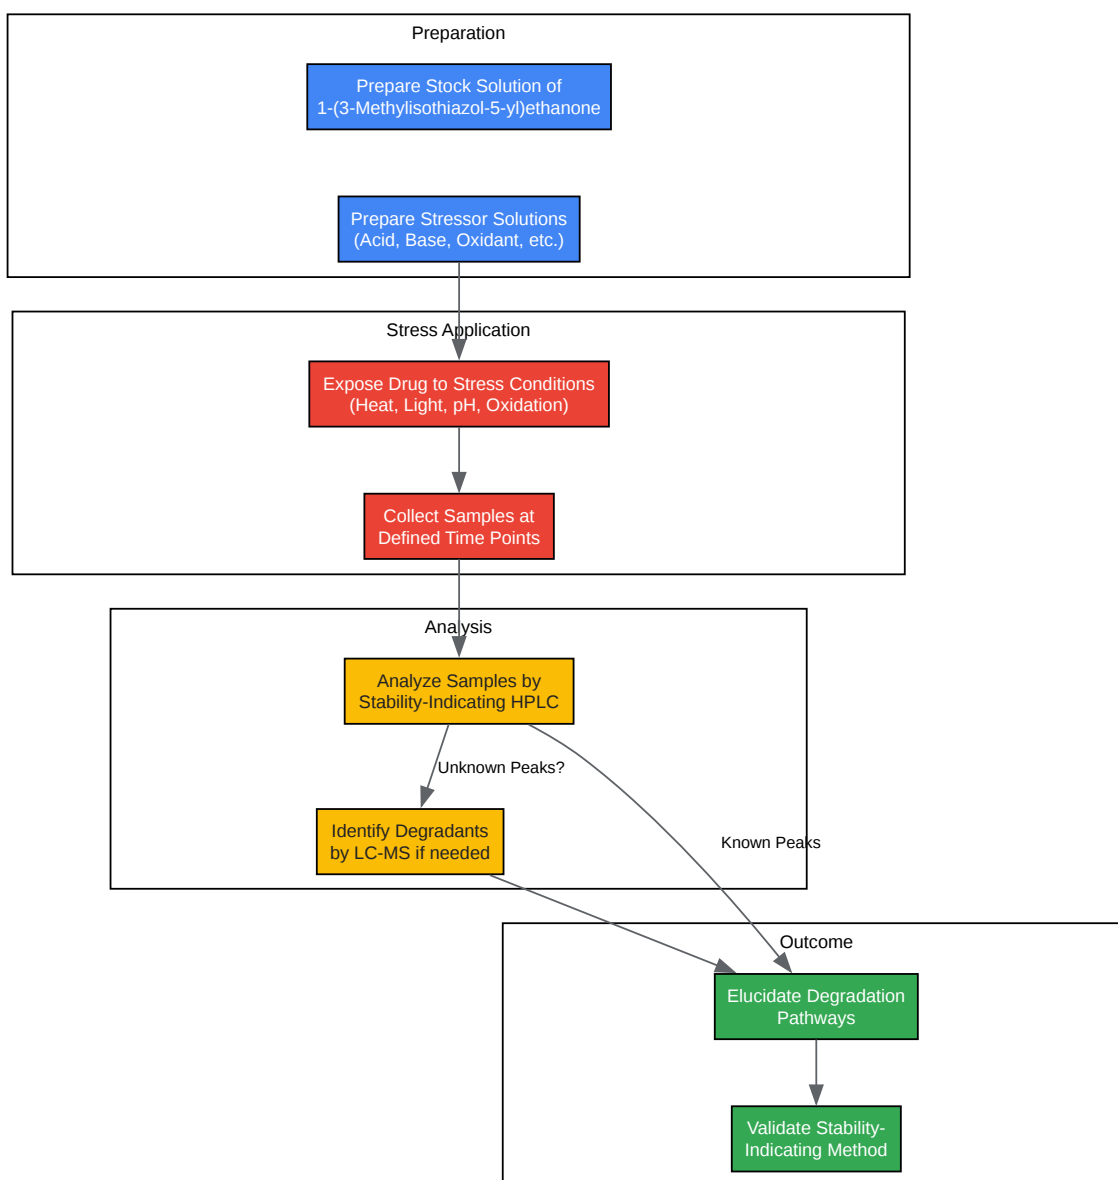 Preparation
Prepare Stock Solution of
1-(3-Methylisothiazol-5-yl)ethanone
Prepare Stressor Solutions
(Acid, Base, Oxidant, etc.)
Stress Application
Expose Drug to Stress Conditions
(Heat, Light, pH, Oxidation)
Collect Samples at
Defined Time Points
Analysis
Analyze Samples by
Stability-Indicating HPLC
Unknown Peaks?
Identify Degradants
by LC-MS if needed
Known Peaks
Outcome
Elucidate Degradation
Pathways
Validate Stability-
Indicating Method